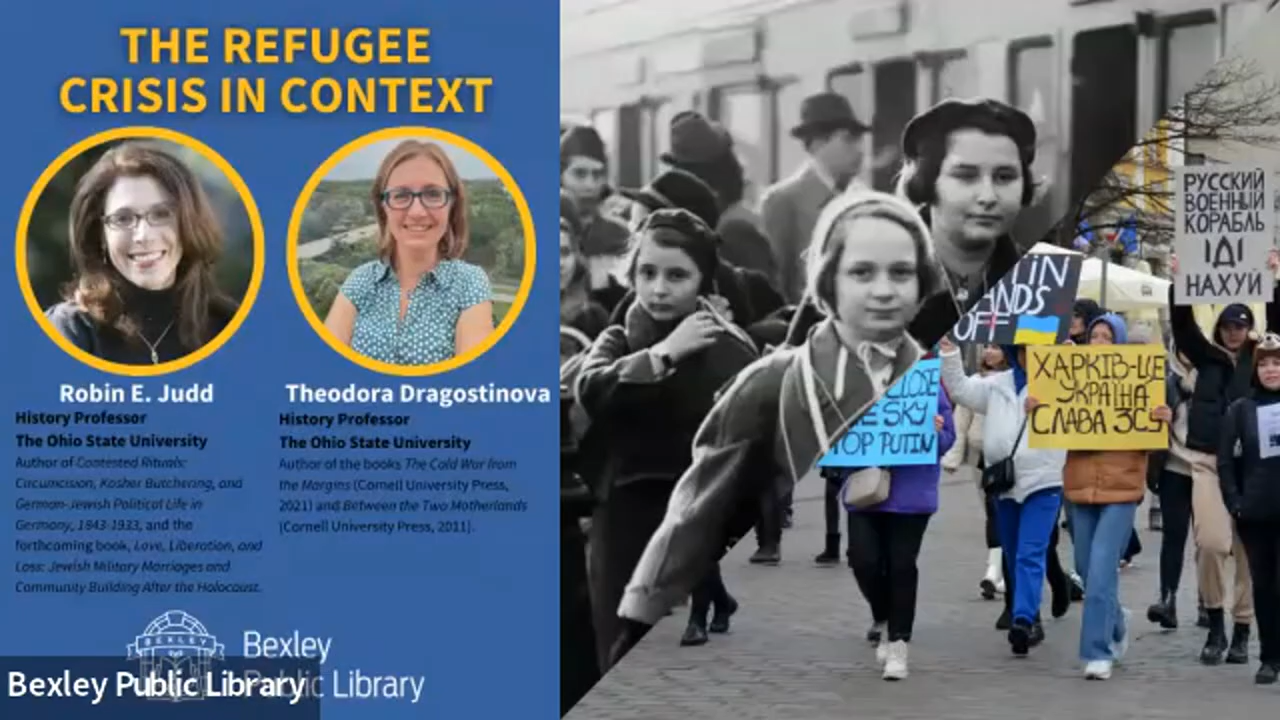 THE REFUGEE
CRISIS IN CONTEXT
Robin E. Judd
History Professor
The Ohio State University
Author of Contested Rituals:
Circumcision, Kosher Butchering, and
German-Jewish Political Life in
Germany, 1843-1933, and the
forthcoming book, Love, Liberation, and
Loss: Jewish Military Marriages and
Community Building After the Holocaust.
Theodora Dragostinova
History Professor
The Ohio State University
Author of the books The Cold War from
the Margins (Cornell University Press,
2021) and Between the Two Motherlands
(Cornell University Press, 2011).
BEXLEY
Bexley
Public Library
Bexley Public Library
РУССКИЙ
ВОЕННЫЙ
КОРАБЛЬ
ІДІ
НАХУЙ
TIN
ANDS
OFF
ХАРКІВ-ЦЕ
УКРАЇНА
СЛАВА ЗСУ
CLOSE
E SKY
TOP PUTIN